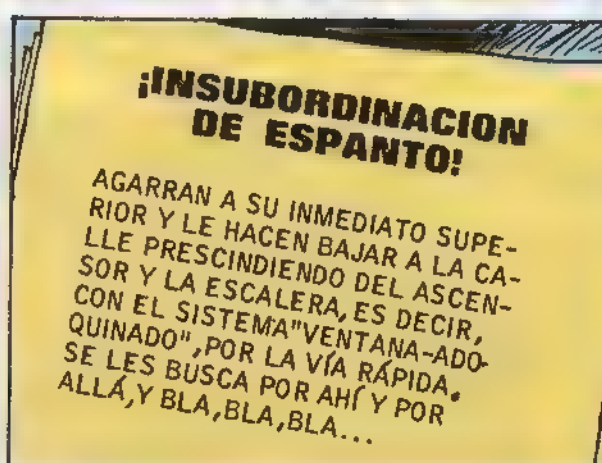 ¡INSUBORDINACION
DE ESPANTO!
AGARRAN A SU INMEDIATO SUPE-
RIOR Y LE HACEN BAJAR A LA CA-
LLE PRESCINDIENDO DEL ASCEN-
SOR Y LA ESCALERA, ES DECIR,
CON EL SISTEMA "VENTANA-ADO-
QUINADO", POR LA VÍA RÁPIDA.
SE LES BUSCA POR AHÍ Y POR
ALLÁ, Y BLA, BLA, BLA...